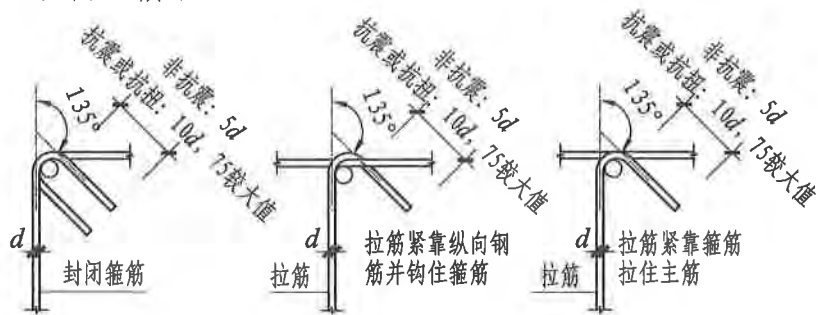 非抗震：5d
抗震或抗扭：10d，75较大值
135°
d
封闭箍筋
非抗震：5d
抗震或抗扭：10d，75较大值
135°
d
拉筋
拉筋紧靠纵向钢
筋并钩住箍筋
非抗震：5d
抗震或抗扭：10d，75较大值
135°
d
拉筋
拉筋紧靠箍筋
拉住主筋